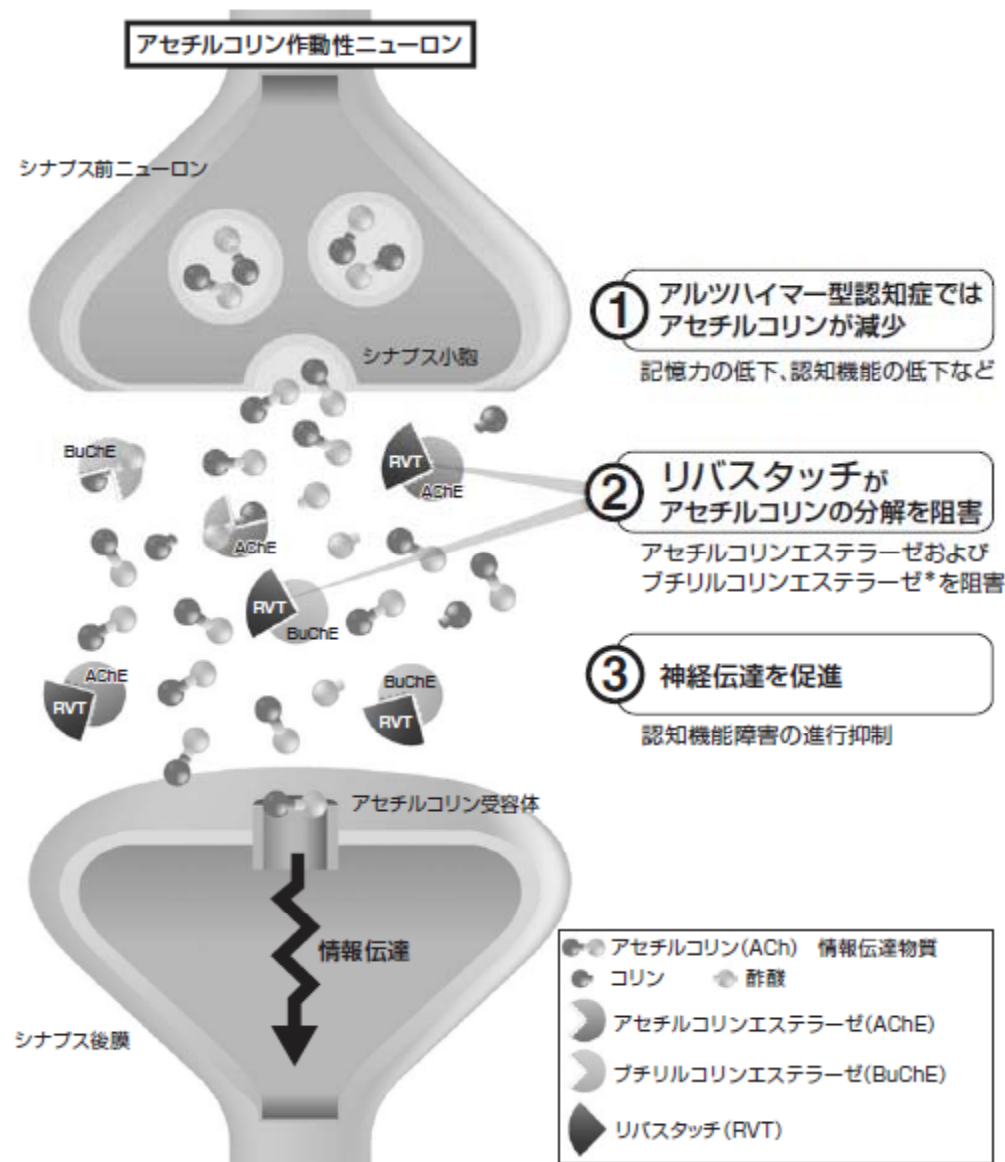 アセチルコリン作動性ニューロン
シナプス前ニューロン
シナプス小胞
① アルツハイマー型認知症では
アセチルコリンが減少
記憶力の低下、認知機能の低下など
BuChE
RVT
AChE
AChE
② リバスタッチが
アセチルコリンの分解を阻害
アセチルコリンエステラーゼおよび
ブチリルコリンエステラーゼ*を阻害
RVT
BuChE
③ 神経伝達を促進
認知機能障害の進行抑制
AChE
RVT
BuChE
RVT
アセチルコリン受容体
情報伝達
シナプス後膜
アセチルコリン(ACh) 情報伝達物質
コリン 酢酸
アセチルコリンエステラーゼ(AChE)
ブチリルコリンエステラーゼ(BuChE)
リバスタッチ(RVT)